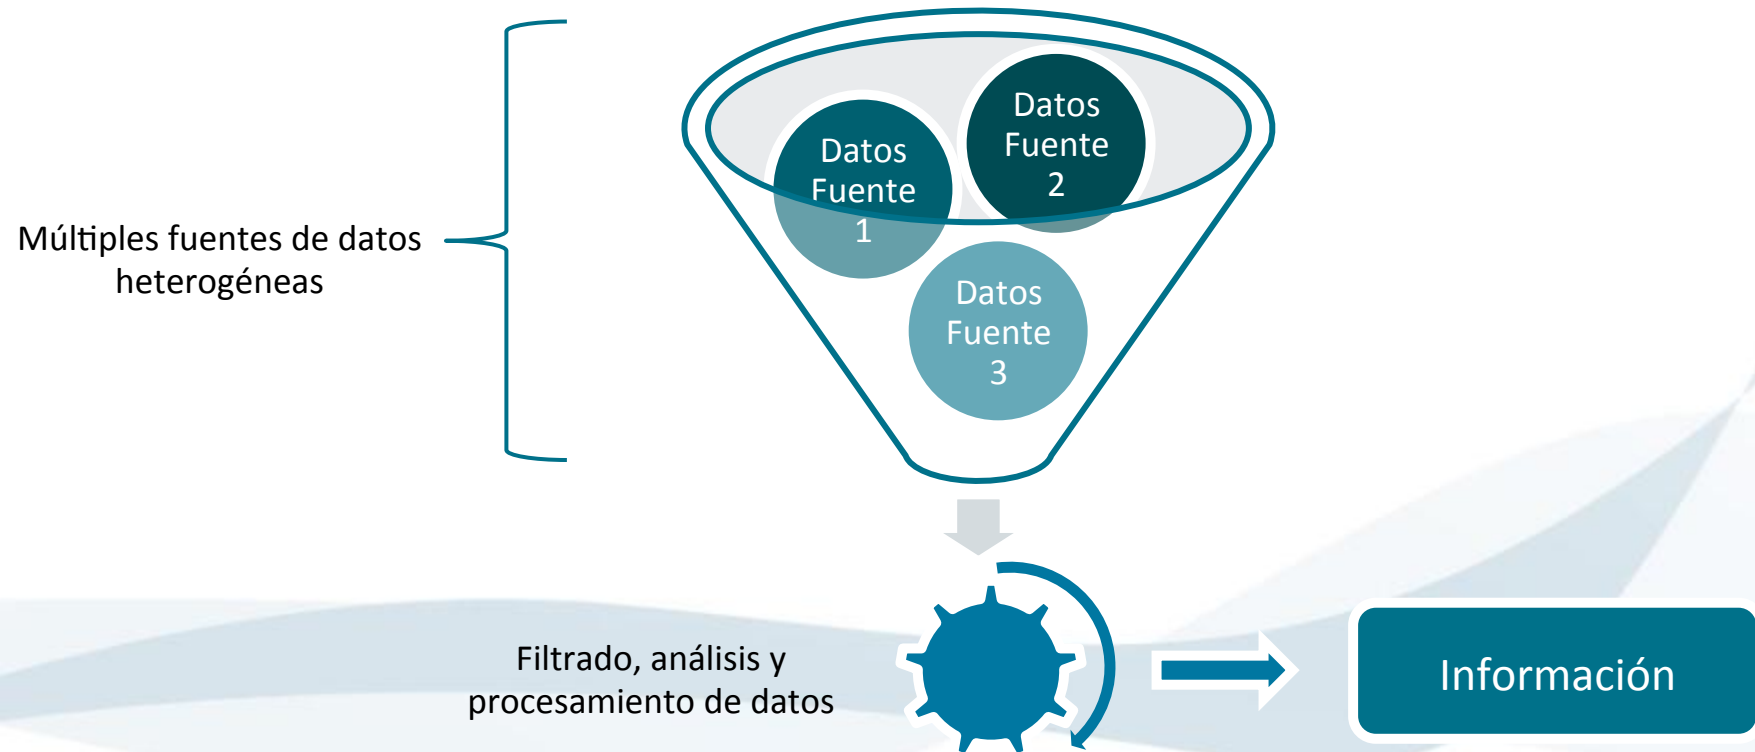 Múltiples fuentes de datos
heterogéneas
Datos
Fuente
1
Datos
Fuente
2
Datos
Fuente
3
Filtrado, análisis y
procesamiento de datos
Información